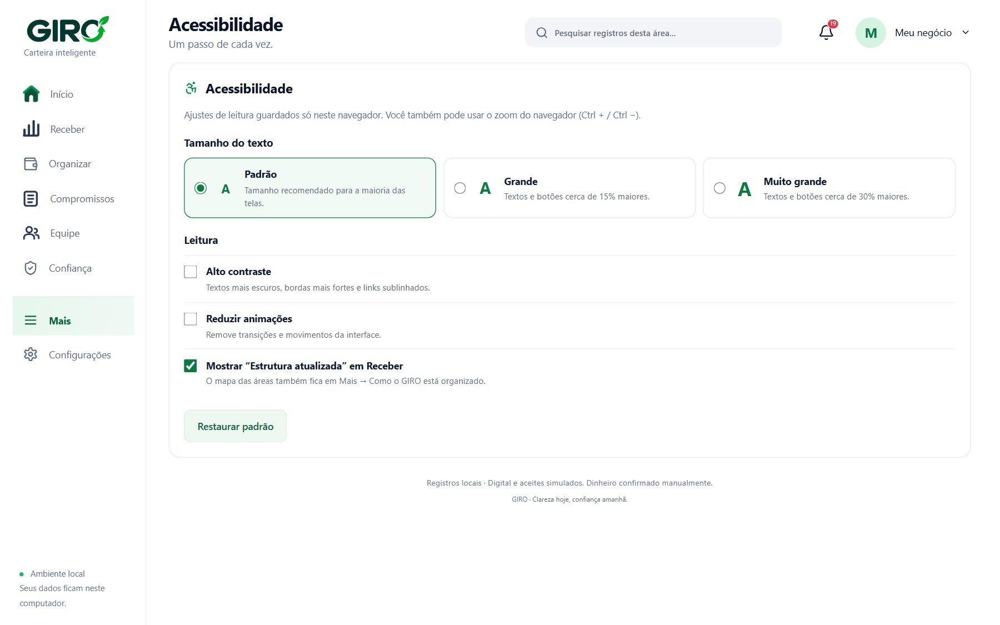 GIRO
Carteira inteligente
Início
Receber
Organizar
Compromissos
Equipe
Confiança
Mais
Configurações
Ambiente local
Seus dados ficam neste
computador.
Acessibilidade
Um passo de cada vez.
Pesquisar registros desta área...
19
M
Meu negócio
Acessibilidade
Ajustes de leitura guardados só neste navegador. Você também pode usar o zoom do navegador (Ctrl + / Ctrl −).
Tamanho do texto
A
Padrão
Tamanho recomendado para a maioria das
telas.
A
Grande
Textos e botões cerca de 15% maiores.
A
Muito grande
Textos e botões cerca de 30% maiores.
Leitura
Alto contraste
Textos mais escuros, bordas mais fortes e links sublinhados.
Reduzir animações
Remove transições e movimentos da interface.
Mostrar “Estrutura atualizada” em Receber
O mapa das áreas também fica em Mais → Como o GIRO está organizado.
Restaurar padrão
Registros locais · Digital e aceites simulados. Dinheiro confirmado manualmente.
GIRO · Clareza hoje, confiança amanhã.